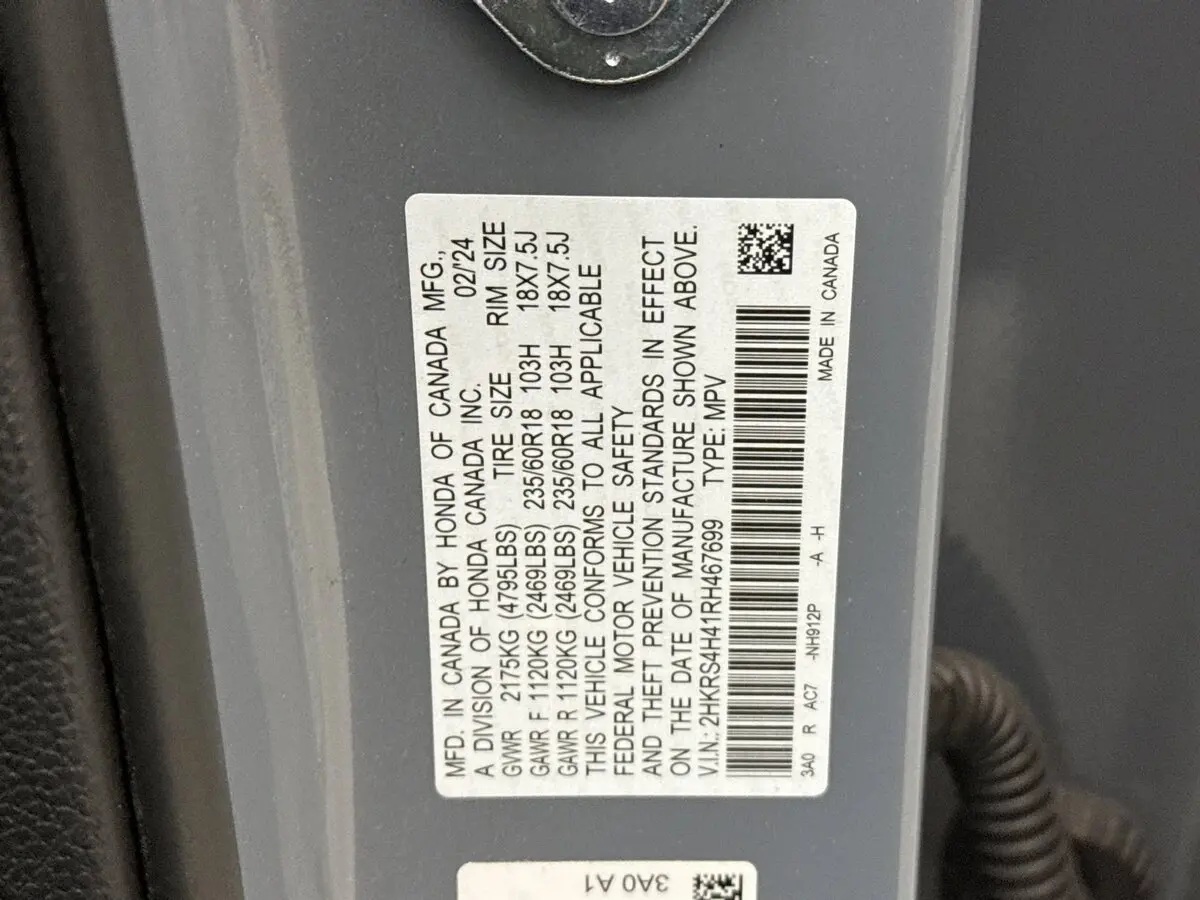 MFD. IN CANADA BY HONDA OF CANADA MFG.,
A DIVISION OF HONDA CANADA INC. 02/'24
GVWR 2175KG (4795LBS) TIRE SIZE RIM SIZE
GAWR F 1120KG (2469LBS) 235/60R18 103H 18X7.5J
GAWR R 1120KG (2469LBS) 235/60R18 103H 18X7.5J
THIS VEHICLE CONFORMS TO ALL APPLICABLE
FEDERAL MOTOR VEHICLE SAFETY
AND THEFT PREVENTION STANDARDS IN EFFECT
ON THE DATE OF MANUFACTURE SHOWN ABOVE.
V.I.N.: 2HKRS4H41RH467699 TYPE: MPV
3A0 R AC7 -NH912P -A -H
MADE IN CANADA
3A0 A1